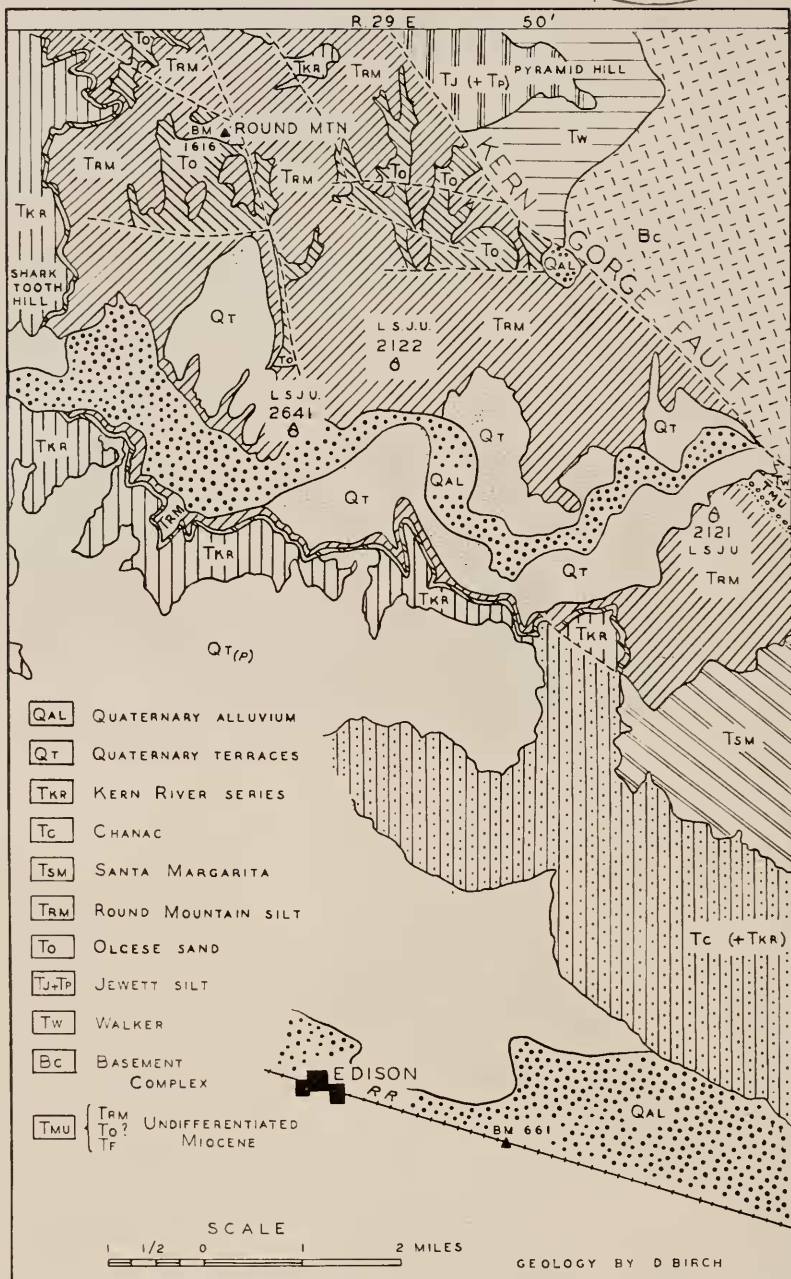 R. 29 E 50'
To
TRM
TKR
TRM
TJ (+TP)
PYRAMID HILL
TW
BM
1616
ROUND MTN
TRM
To
TRM
To
To
To
TKR
KERN GORGE FAULT
BC
QAL
SHARK
TOOTH
HILL
QT
TRM
L.S.J.U.
2122
To
L.S.J.U.
2641
QT
QT
TKR
QAL
QT
TW
TMU
TRM
2121
L.S.J.U
TRM
QT
TKR
TKR
TKR
QT(P)
TSM
QAL QUATERNARY ALLUVIUM
QT QUATERNARY TERRACES
TKR KERN RIVER SERIES
TC CHANAC
TSM SANTA MARGARITA
TRM ROUND MOUNTAIN SILT
TO OLCESE SAND
TJ+TP JEWETT SILT
TW WALKER
BC BASEMENT
COMPLEX
TMU { TRM
TO? UNDIFFERENTIATED
TF MIOCENE
TC (+TKR)
EDISON
RR
QAL
BM 661
SCALE
1 1/2 0 1 2 MILES
GEOLOGY BY D BIRCH